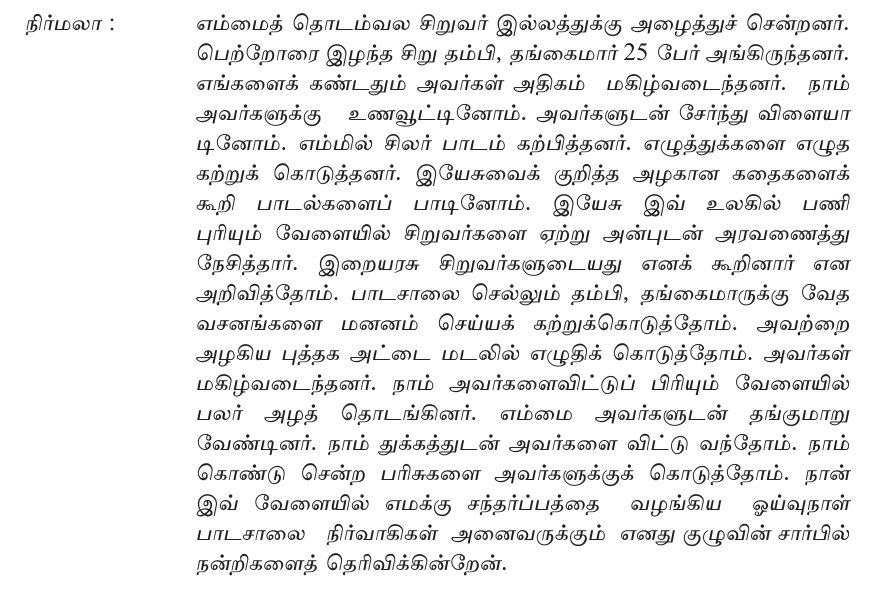 நிர்மலா : எம்மைத் தொடம்வல சிறுவர் இல்லத்துக்கு அழைத்துச் சென்றனர்.
பெற்றோரை இழந்த சிறு தம்பி, தங்கைமார் 25 பேர் அங்கிருந்தனர்.
எங்களைக் கண்டதும் அவர்கள் அதிகம் மகிழ்வடைந்தனர். நாம்
அவர்களுக்கு உணவூட்டினோம். அவர்களுடன் சேர்ந்து விளையா
டினோம். எம்மில் சிலர் பாடம் கற்பித்தனர். எழுத்துக்களை எழுத
கற்றுக் கொடுத்தனர். இயேசுவைக் குறித்த அழகான கதைகளைக்
கூறி பாடல்களைப் பாடினோம். இயேசு இவ் உலகில் பணி
புரியும் வேளையில் சிறுவர்களை ஏற்று அன்புடன் அரவணைத்து
நேசித்தார். இறையரசு சிறுவர்களுடையது எனக் கூறினார் என
அறிவித்தோம். பாடசாலை செல்லும் தம்பி, தங்கைமாருக்கு வேத
வசனங்களை மனனம் செய்யக் கற்றுக்கொடுத்தோம். அவற்றை
அழகிய புத்தக அட்டை மடலில் எழுதிக் கொடுத்தோம். அவர்கள்
மகிழ்வடைந்தனர். நாம் அவர்களைவிட்டுப் பிரியும் வேளையில்
பலர் அழத் தொடங்கினர். எம்மை அவர்களுடன் தங்குமாறு
வேண்டினர். நாம் துக்கத்துடன் அவர்களை விட்டு வந்தோம். நாம்
கொண்டு சென்ற பரிசுகளை அவர்களுக்குக் கொடுத்தோம். நான்
இவ் வேளையில் எமக்கு சந்தர்ப்பத்தை வழங்கிய ஓய்வுநாள்
பாடசாலை நிர்வாகிகள் அனைவருக்கும் எனது குழுவின் சார்பில்
நன்றிகளைத் தெரிவிக்கின்றேன்.